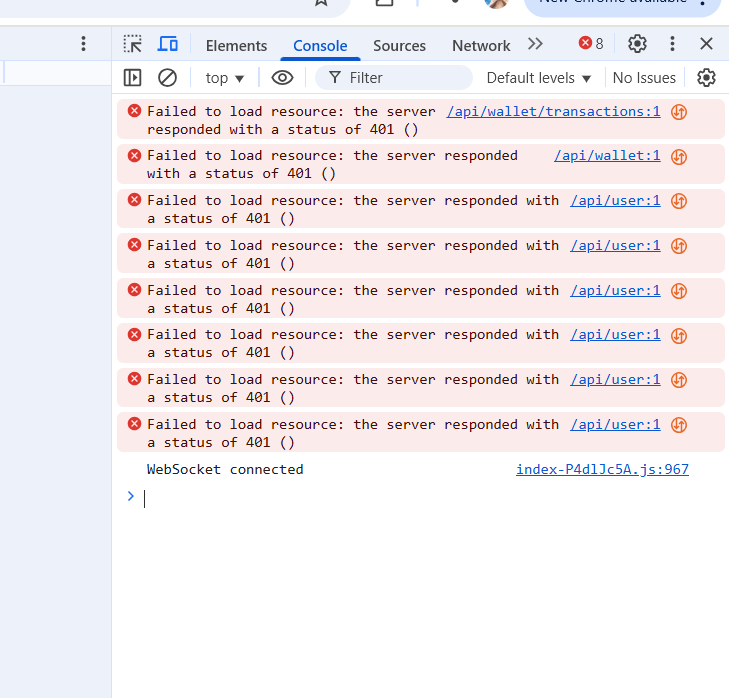 New Chrome available
Elements Console Sources Network 8
top Filter Default levels No Issues
Failed to load resource: the server /api/wallet/transactions:1
responded with a status of 401 ()
Failed to load resource: the server responded /api/wallet:1
with a status of 401 ()
Failed to load resource: the server responded with /api/user:1
a status of 401 ()
Failed to load resource: the server responded with /api/user:1
a status of 401 ()
Failed to load resource: the server responded with /api/user:1
a status of 401 ()
Failed to load resource: the server responded with /api/user:1
a status of 401 ()
Failed to load resource: the server responded with /api/user:1
a status of 401 ()
Failed to load resource: the server responded with /api/user:1
a status of 401 ()
WebSocket connected index-P4dlJc5A.js:967